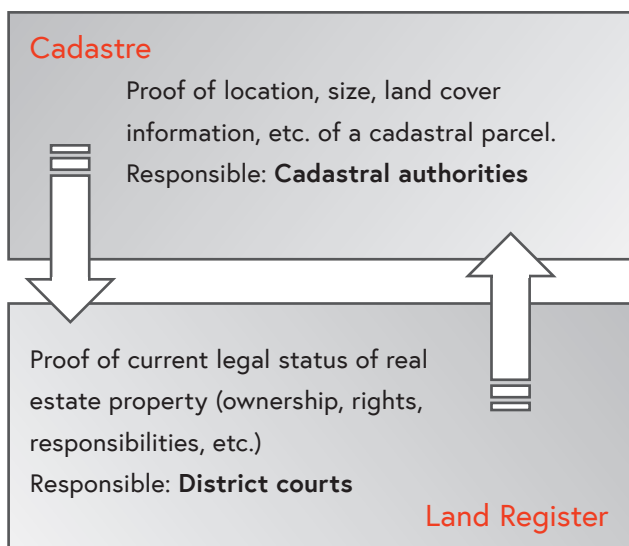 Cadastre
Proof of location, size, land cover
information, etc. of a cadastral parcel.
Responsible: Cadastral authorities
Proof of current legal status of real
estate property (ownership, rights,
responsibilities, etc.)
Responsible: District courts
Land Register